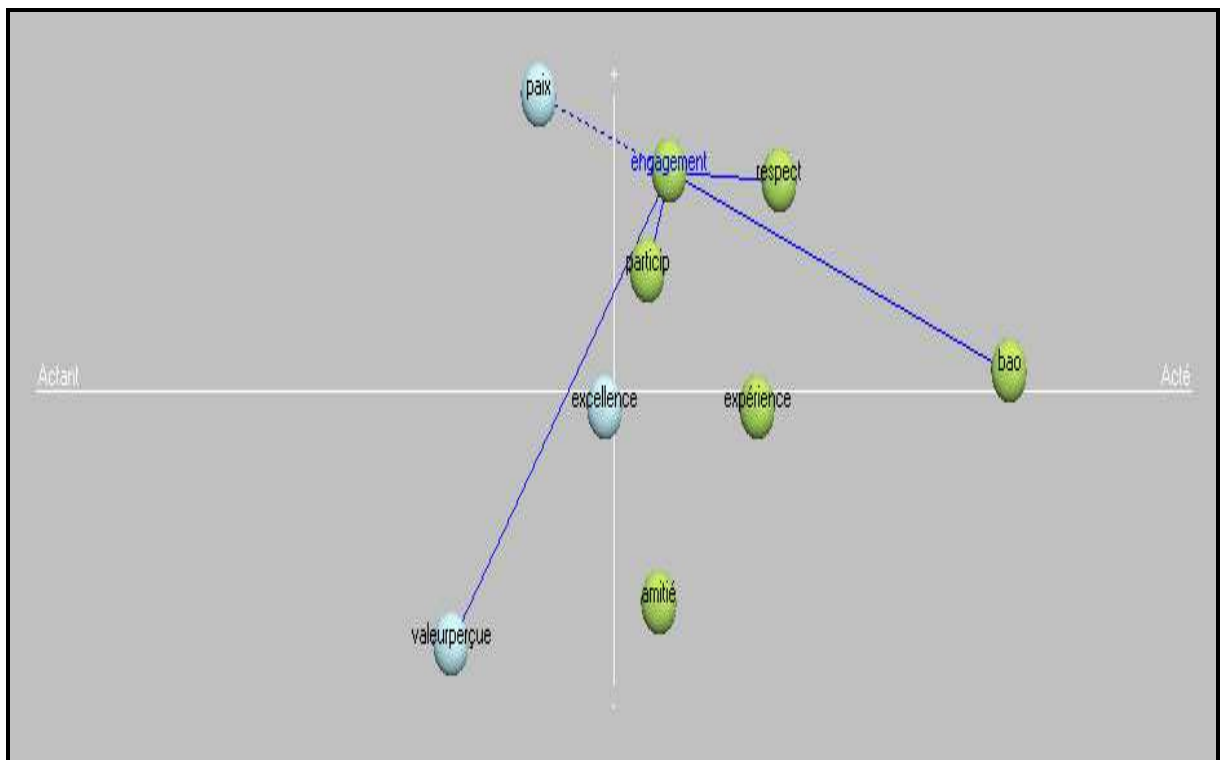 +
paix
engagement
respect
particip
bao
Actant
Acté
excellence
expérience
amitié
valeurperçue
-